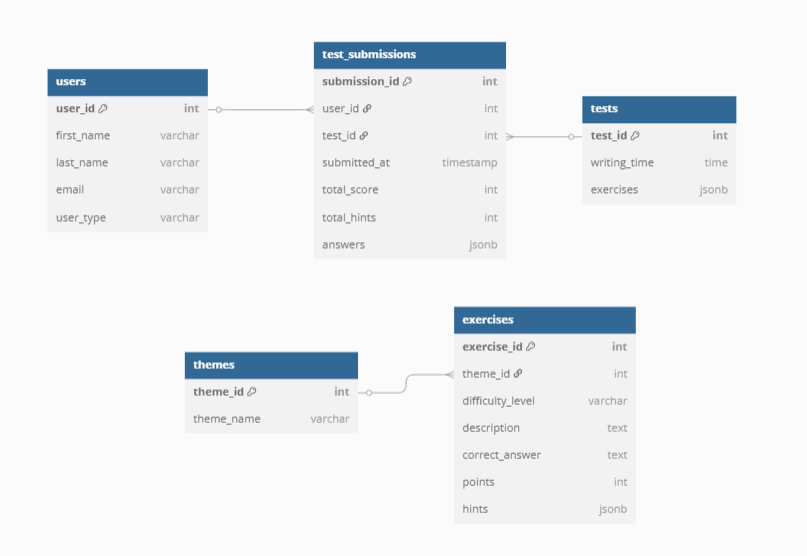 users
user_id int
first_name varchar
last_name varchar
email varchar
user_type varchar
test_submissions
submission_id int
user_id int
test_id int
submitted_at timestamp
total_score int
total_hints int
answers jsonb
tests
test_id int
writing_time time
exercises jsonb
themes
theme_id int
theme_name varchar
exercises
exercise_id int
theme_id int
difficulty_level varchar
description text
correct_answer text
points int
hints jsonb